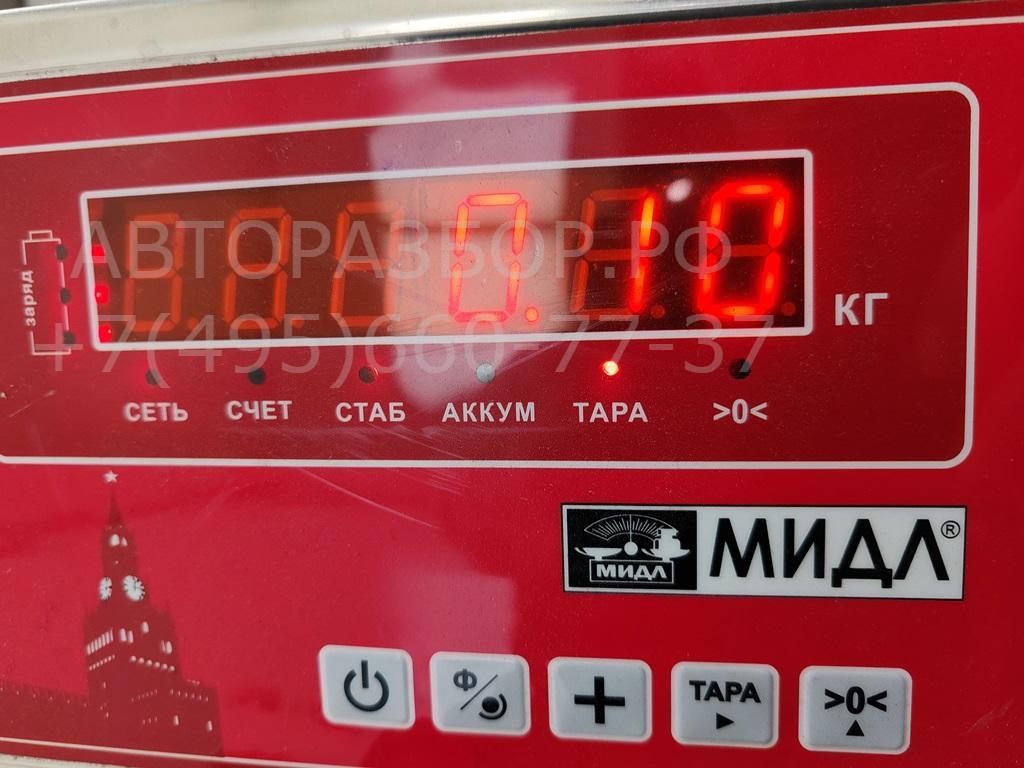 0.10
кг
заряд
АВТОРАЗБОР.РФ
+7(495)660-77-37
СЕТЬ СЧЕТ СТАБ АККУМ ТАРА >0<
МИДЛ МИДЛ®
Ф ТАРА >0<